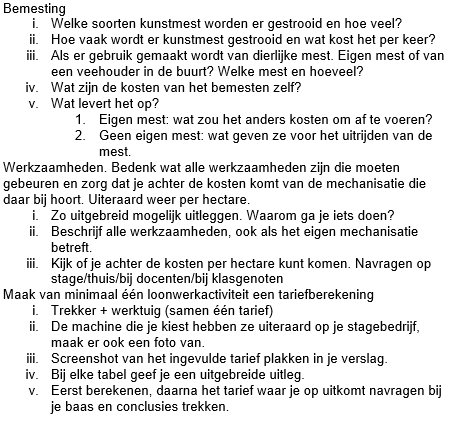 Bemesting
i. Welke soorten kunstmest worden er gestrooid en hoe veel?
ii. Hoe vaak wordt er kunstmest gestrooid en wat kost het per keer?
iii. Als er gebruik gemaakt wordt van dierlijke mest. Eigen mest of van
een veehouder in de buurt? Welke mest en hoeveel?
iv. Wat zijn de kosten van het bemesten zelf?
v. Wat levert het op?
1. Eigen mest: wat zou het anders kosten om af te voeren?
2. Geen eigen mest: wat geven ze voor het uitrijden van de
mest.
Werkzaamheden. Bedenk wat alle werkzaamheden zijn die moeten
gebeuren en zorg dat je achter de kosten komt van de mechanisatie die
daar bij hoort. Uiteraard weer per hectare.
i. Zo uitgebreid mogelijk uitleggen. Waarom ga je iets doen?
ii. Beschrijf alle werkzaamheden, ook als het eigen mechanisatie
betreft.
iii. Kijk of je achter de kosten per hectare kunt komen. Navragen op
stage/thuis/bij docenten/bij klasgenoten
Maak van minimaal één loonwerkactiviteit een tariefberekening
i. Trekker + werktuig (samen één tarief)
ii. De machine die je kiest hebben ze uiteraard op je stagebedrijf,
maak er ook een foto van.
iii. Screenshot van het ingevulde tarief plakken in je verslag.
iv. Bij elke tabel geef je een uitgebreide uitleg.
v. Eerst berekenen, daarna het tarief waar je op uitkomt navragen bij
je baas en conclusies trekken.